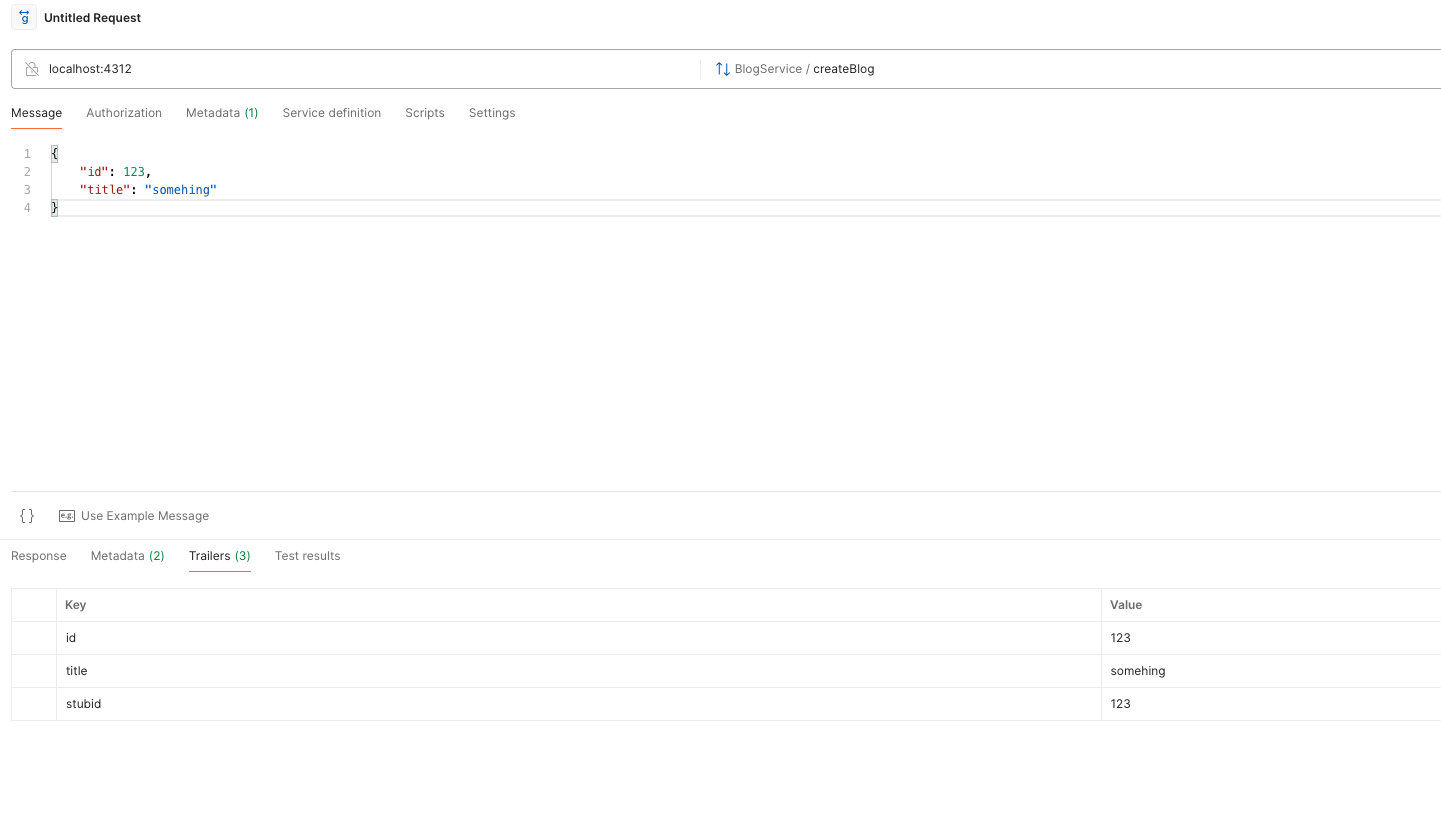 g Untitled Request
localhost:4312 BlogService / createBlog
Message Authorization Metadata (1) Service definition Scripts Settings
1 {
2 "id": 123,
3 "title": "somehing"
4 }
{} e.g. Use Example Message
Response Metadata (2) Trailers (3) Test results
Key Value
id 123
title somehing
stubid 123